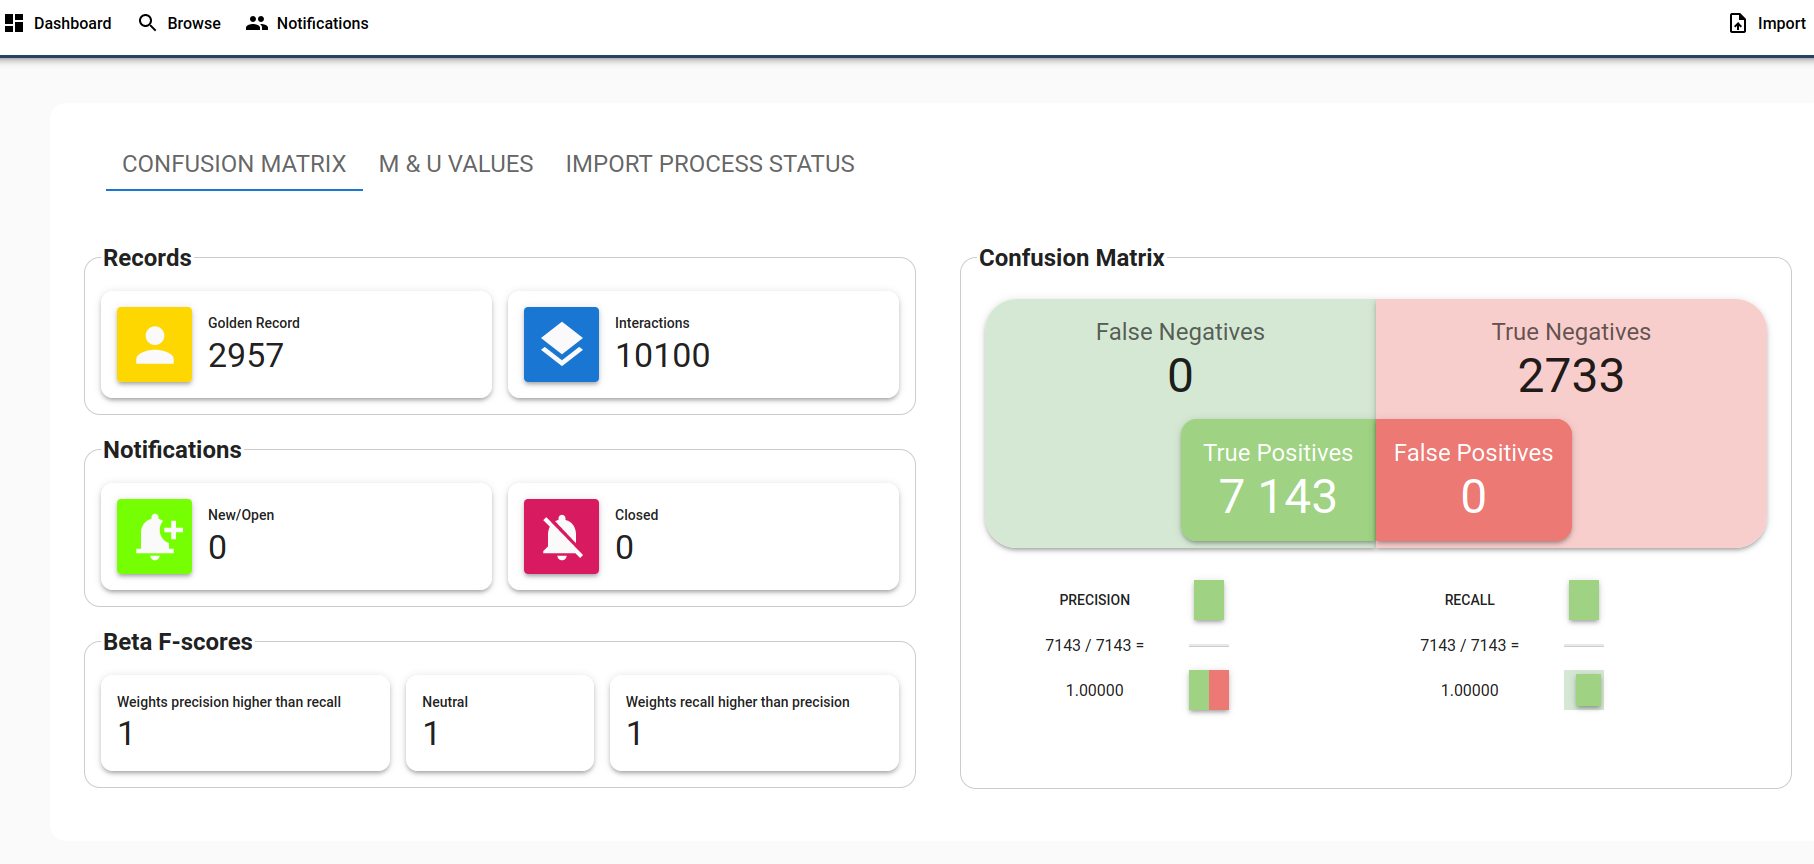 Dashboard
Browse
Notifications
Import
CONFUSION MATRIX
M & U VALUES
IMPORT PROCESS STATUS
Records
Golden Record
2957
Interactions
10100
Notifications
New/Open
0
Closed
0
Beta F-scores
Weights precision higher than recall
1
Neutral
1
Weights recall higher than precision
1
Confusion Matrix
False Negatives
0
True Negatives
2733
True Positives
7 143
False Positives
0
PRECISION
7143 / 7143 =
1.00000
RECALL
7143 / 7143 =
1.00000